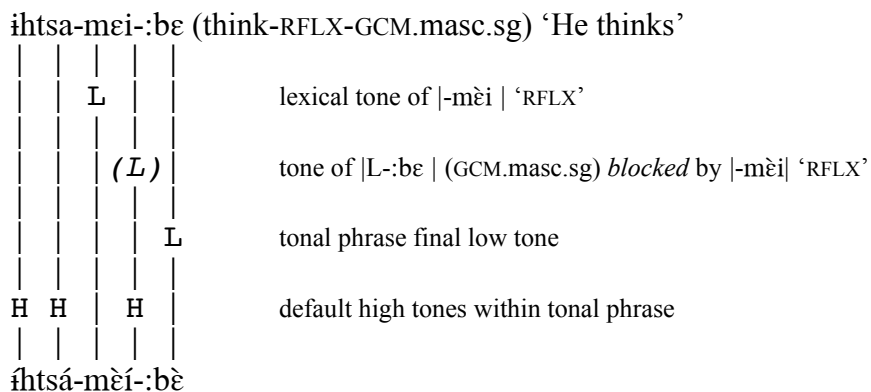 ɨhtsa-mɛi-:bɛ (think-RFLX-GCM.masc.sg) ‘He thinks’
L lexical tone of |-mɛ̀i | ‘RFLX’
(L) tone of |L-:bɛ | (GCM.masc.sg) blocked by |-mɛ̀i| ‘RFLX’
L tonal phrase final low tone
H H H default high tones within tonal phrase
ɨ́htsá-mɛ̀í-:bɛ̀